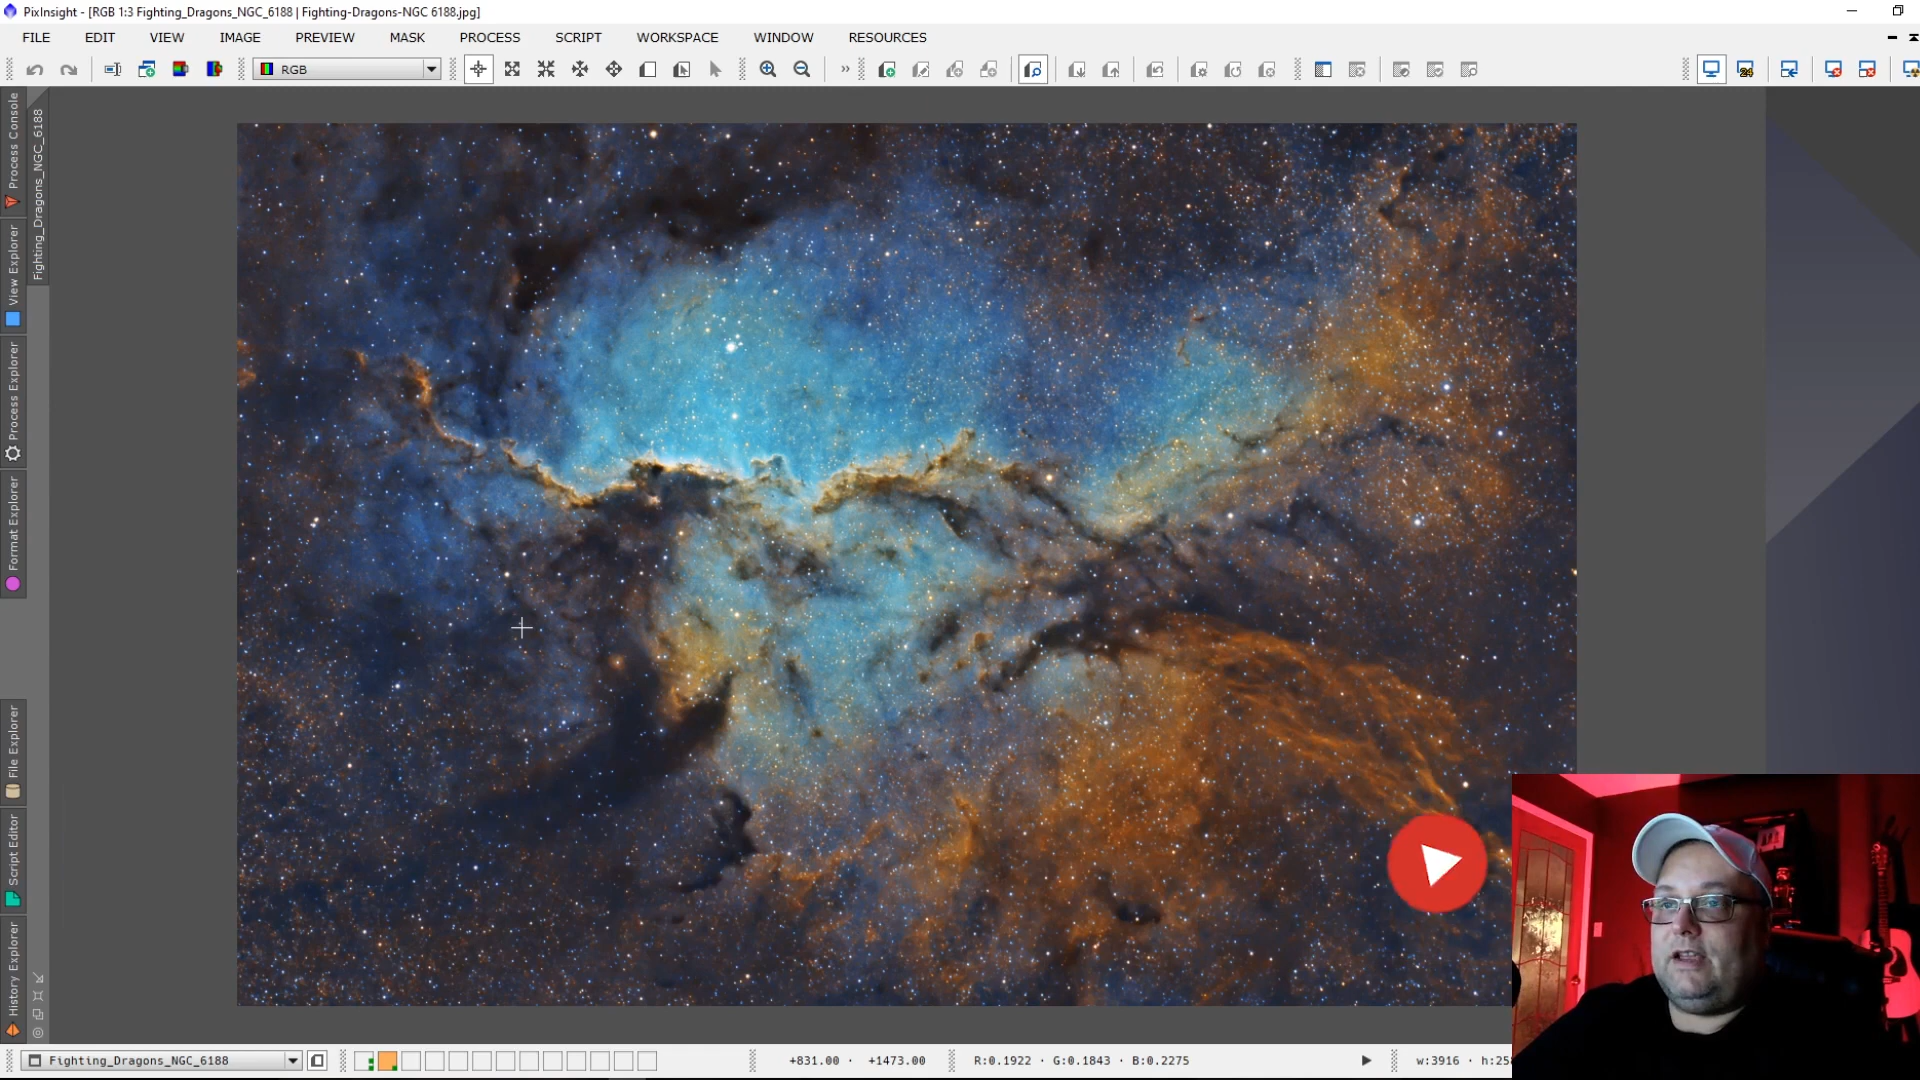 PixInsight - [RGB 1:3 Fighting_Dragons_NGC_6188 | Fighting-Dragons-NGC 6188.jpg]
FILE EDIT VIEW IMAGE PREVIEW MASK PROCESS SCRIPT WORKSPACE WINDOW RESOURCES
RGB
24
Process Console
View Explorer
Process Explorer
Format Explorer
File Explorer
Script Editor
History Explorer
Fighting_Dragons_NGC_6188
Fighting_Dragons_NGC_6188
+831.00 · +1473.00
R:0.1922 · G:0.1843 · B:0.2275
w:3916 · h:25